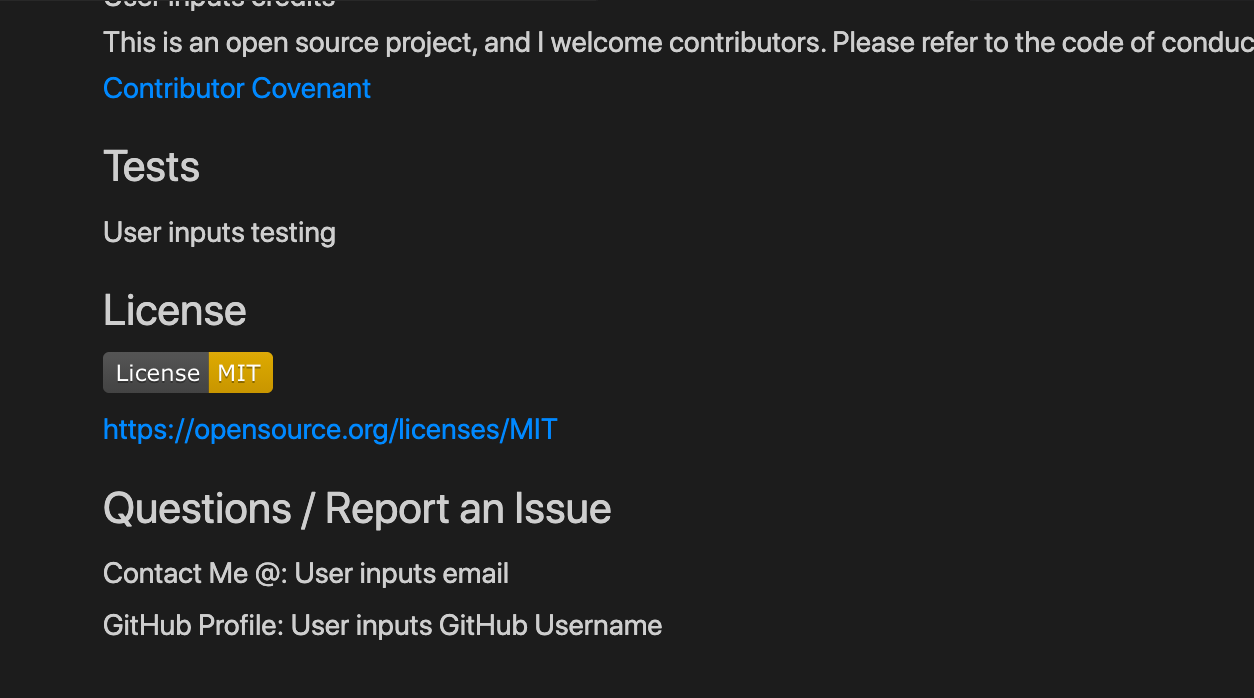 User inputs credits
This is an open source project, and I welcome contributors. Please refer to the code of conduc
Contributor Covenant
Tests
User inputs testing
License
License MIT
https://opensource.org/licenses/MIT
Questions / Report an Issue
Contact Me @: User inputs email
GitHub Profile: User inputs GitHub Username